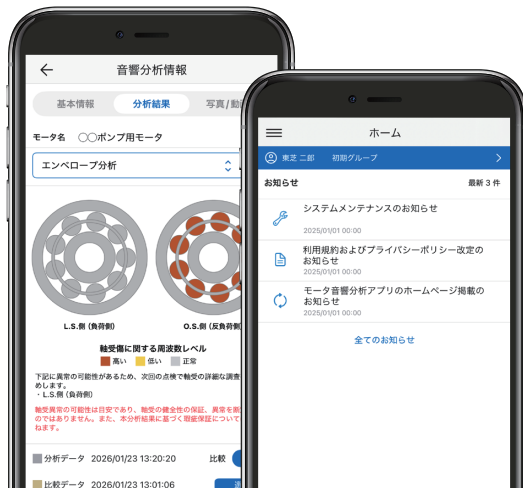 音響分析情報
基本情報
分析結果
写真/動
モータ名 〇〇ポンプ用モータ
エンベロープ分析
L.S.側 (負荷側)
O.S.側 (反負荷側
軸受傷に関する周波数レベル
高い 低い 正常
下記に異常の可能性があるため、次回の点検で軸受の詳細な調査
めします。
・L.S.側 (負荷側)
軸受異常の可能性は目安であり、軸受の健全性の保証、異常を断
のではありません。また、本分析結果に基づく瑕疵保証について
ねます。
分析データ 2026/01/23 13:20:20 比較
比較データ 2026/01/23 13:01:06
ホーム
東芝 二郎 初期グループ
お知らせ 最新 3 件
システムメンテナンスのお知らせ
2025/01/01 00:00
利用規約およびプライバシーポリシー改定の
お知らせ
2025/01/01 00:00
モータ音響分析アプリのホームページ掲載の
お知らせ
2025/01/01 00:00
全てのお知らせ